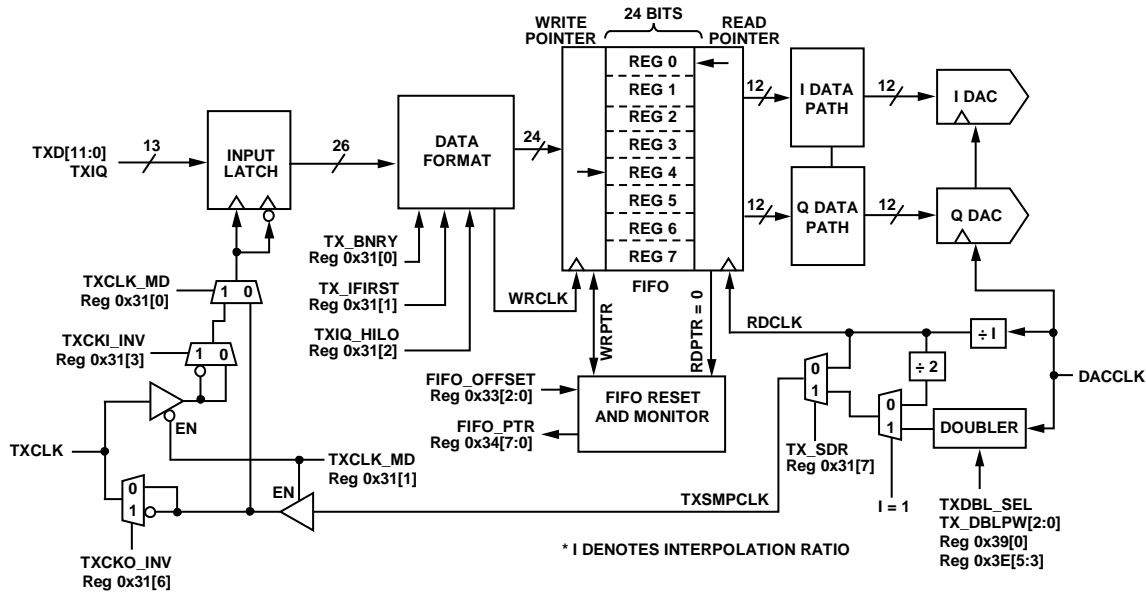 24 BITS
WRITE
POINTER
READ
POINTER
REG 0
REG 1
REG 2
REG 3
REG 4
REG 5
REG 6
REG 7
FIFO
TXD[11:0]
TXIQ
13
INPUT
LATCH
26
DATA
FORMAT
24
12
I DATA
PATH
12
I DAC
12
Q DATA
PATH
12
Q DAC
TX_BNRY
Reg 0x31[0]
TX_IFIRST
Reg 0x31[1]
TXIQ_HILO
Reg 0x31[2]
WRCLK
WRPTR
RDPTR = 0
RDCLK
÷ I
÷ 2
DACCLK
TXCLK_MD
Reg 0x31[0]
1 0
TXCKI_INV
Reg 0x31[3]
1 0
EN
TXCLK
FIFO_OFFSET
Reg 0x33[2:0]
FIFO_PTR
Reg 0x34[7:0]
FIFO RESET
AND MONITOR
0
1
TX_SDR
Reg 0x31[7]
0
1
I = 1
DOUBLER
TXDBL_SEL
TX_DBLPW[2:0]
Reg 0x39[0]
Reg 0x3E[5:3]
TXCLK_MD
Reg 0x31[1]
EN
TXSMPCLK
0
1
TXCKO_INV
Reg 0x31[6]
* I DENOTES INTERPOLATION RATIO